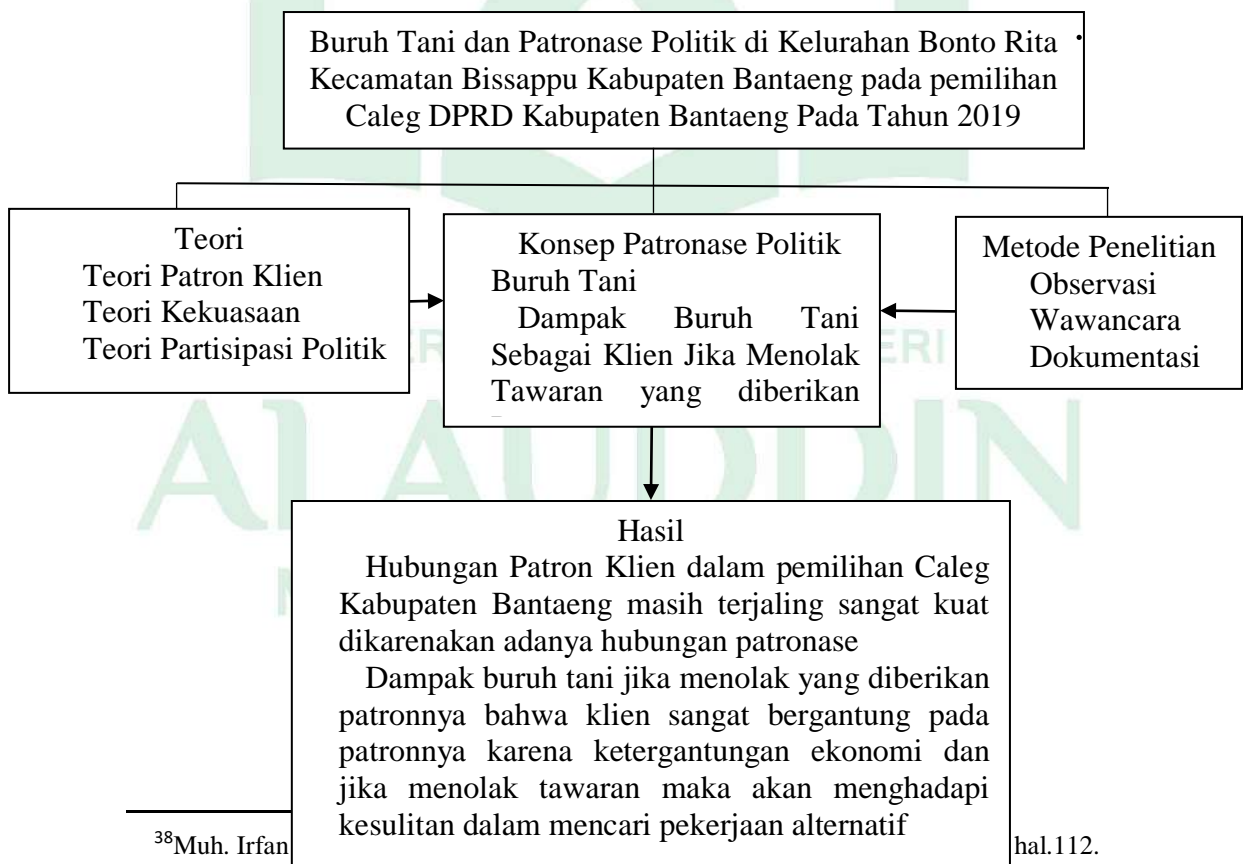 Buruh Tani dan Patronase Politik di Kelurahan Bonto Rita
Kecamatan Bissappu Kabupaten Bantaeng pada pemilihan
Caleg DPRD Kabupaten Bantaeng Pada Tahun 2019
Teori
Teori Patron Klien
Teori Kekuasaan
Teori Partisipasi Politik
Konsep Patronase Politik
Buruh Tani
Dampak Buruh Tani
Sebagai Klien Jika Menolak
Tawaran yang diberikan
Metode Penelitian
Observasi
Wawancara
Dokumentasi
ERI
ALAUDDIN
Hasil
Hubungan Patron Klien dalam pemilihan Caleg
Kabupaten Bantaeng masih terjaling sangat kuat
dikarenakan adanya hubungan patronase
Dampak buruh tani jika menolak yang diberikan
patronnya bahwa klien sangat bergantung pada
patronnya karena ketergantungan ekonomi dan
jika menolak tawaran maka akan menghadapi
kesulitan dalam mencari pekerjaan alternatif
38Muh. Irfan hal.112.